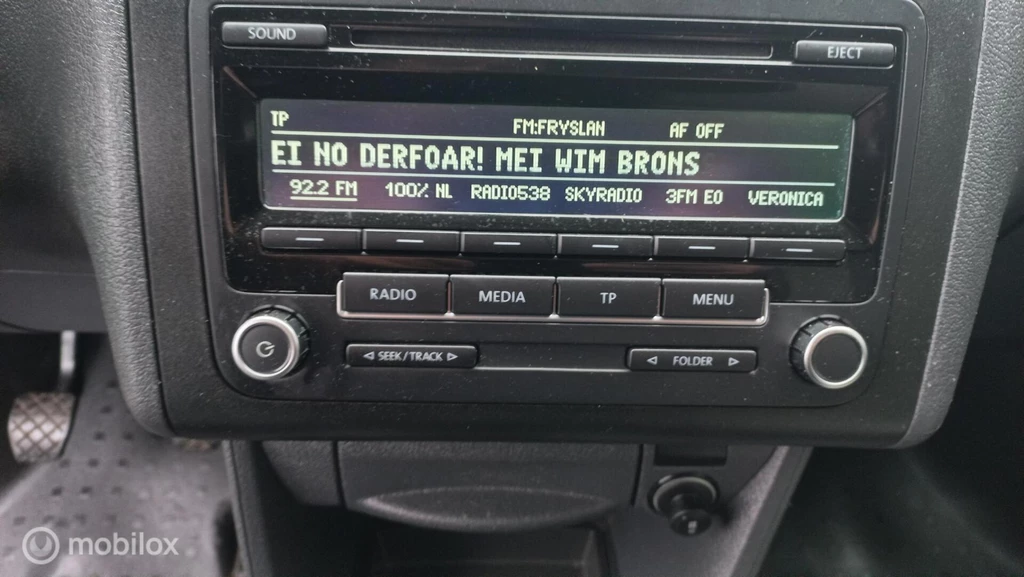 SOUND
EJECT
TP FM:FRYSLAN AF OFF
EI NO DERFOAR! MEI WIM BRONS
92.2 FM 100% NL RADIO538 SKYRADIO 3FM EO VERONICA
RADIO MEDIA TP MENU
◁ SEEK/TRACK ▷ ◁ FOLDER ▷
mobilox